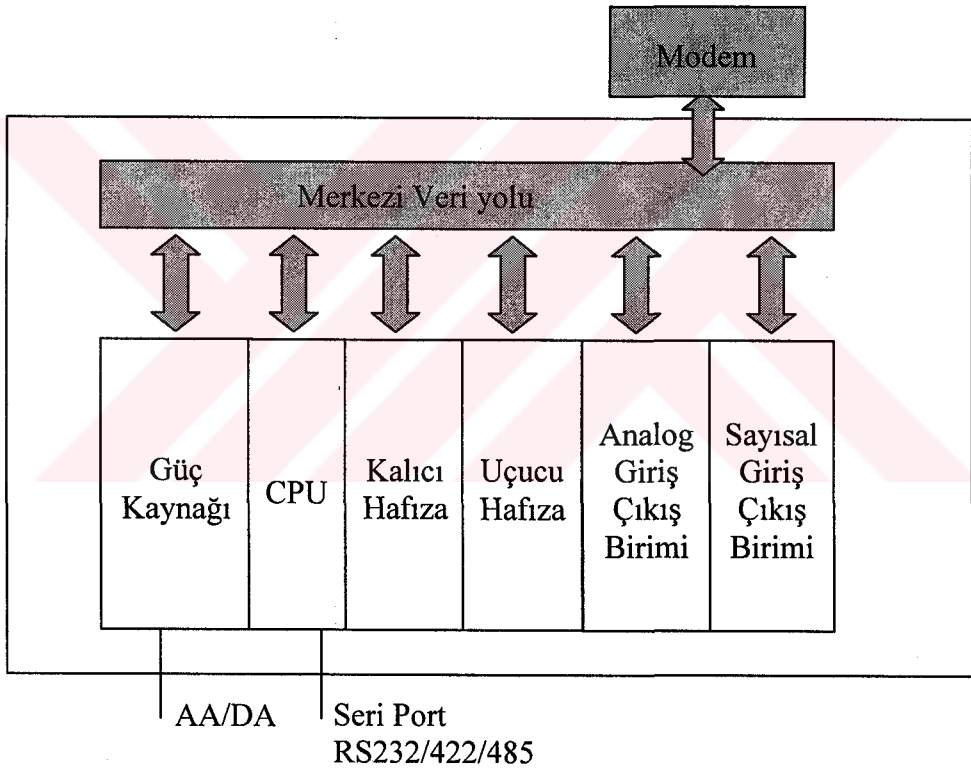 Modem
Merkezi Veri yolu
Güç
Kaynağı
CPU
Kalıcı
Hafıza
Uçucu
Hafıza
Analog
Giriş
Çıkış
Birimi
Sayısal
Giriş
Çıkış
Birimi
AA/DA
Seri Port
RS232/422/485